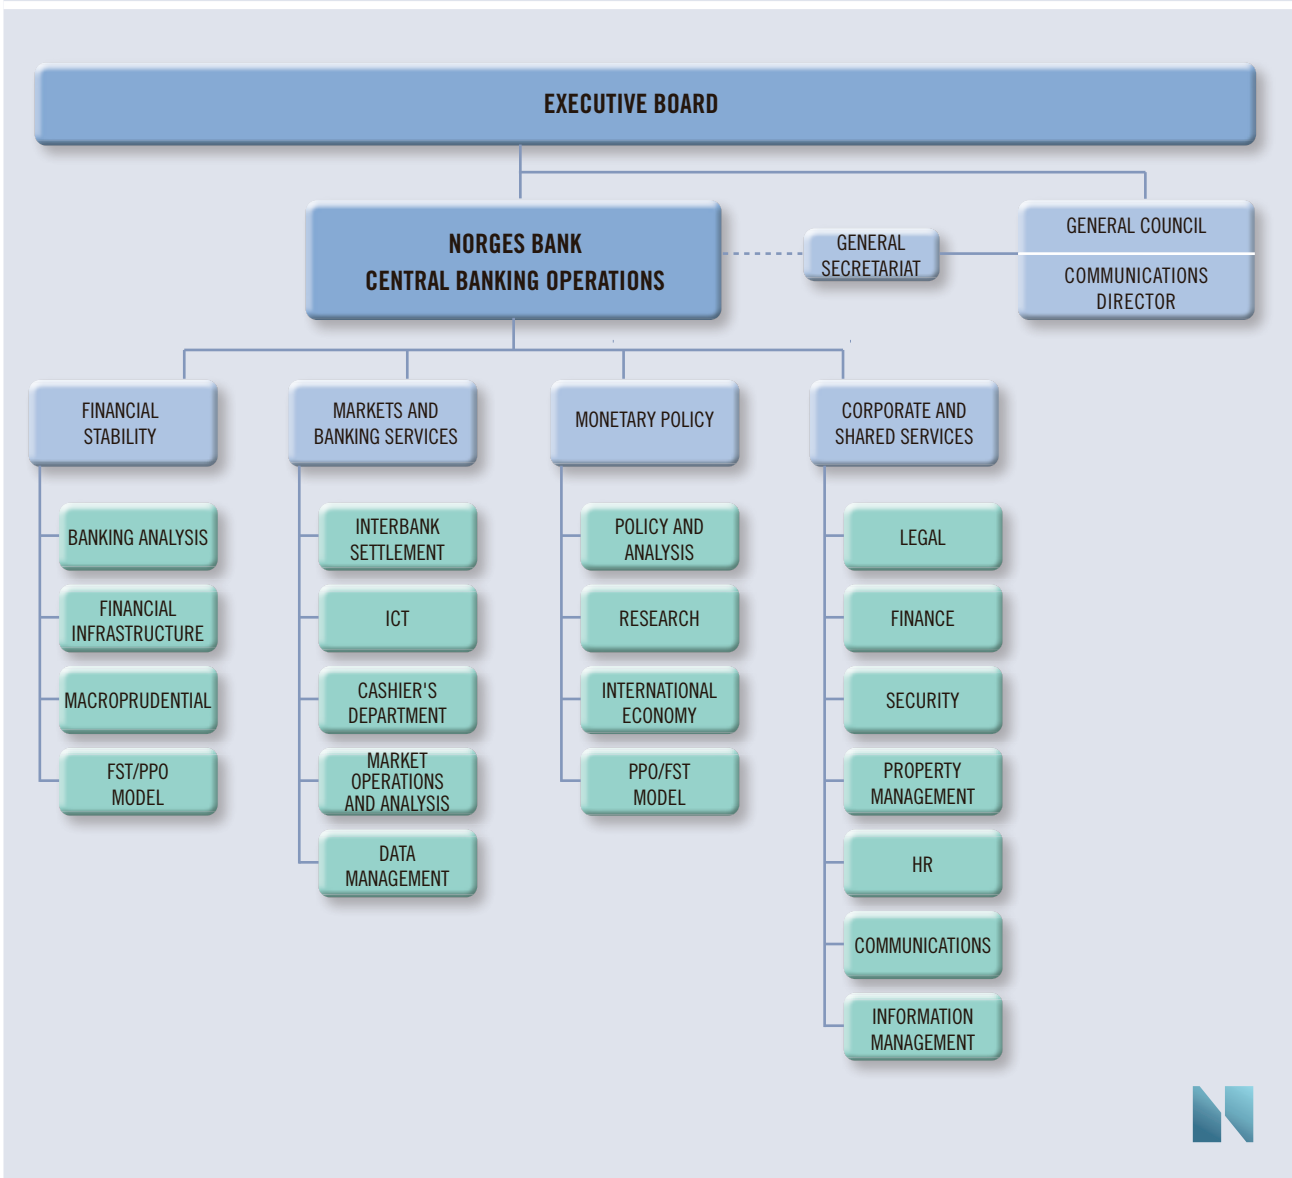 EXECUTIVE BOARD
NORGES BANK
CENTRAL BANKING OPERATIONS
GENERAL
SECRETARIAT
GENERAL COUNCIL
COMMUNICATIONS
DIRECTOR
FINANCIAL
STABILITY
BANKING ANALYSIS
FINANCIAL
INFRASTRUCTURE
MACROPRUDENTIAL
FST/PPO
MODEL
MARKETS AND
BANKING SERVICES
INTERBANK
SETTLEMENT
ICT
CASHIER'S
DEPARTMENT
MARKET
OPERATIONS
AND ANALYSIS
DATA
MANAGEMENT
MONETARY POLICY
POLICY AND
ANALYSIS
RESEARCH
INTERNATIONAL
ECONOMY
PPO/FST
MODEL
CORPORATE AND
SHARED SERVICES
LEGAL
FINANCE
SECURITY
PROPERTY
MANAGEMENT
HR
COMMUNICATIONS
INFORMATION
MANAGEMENT